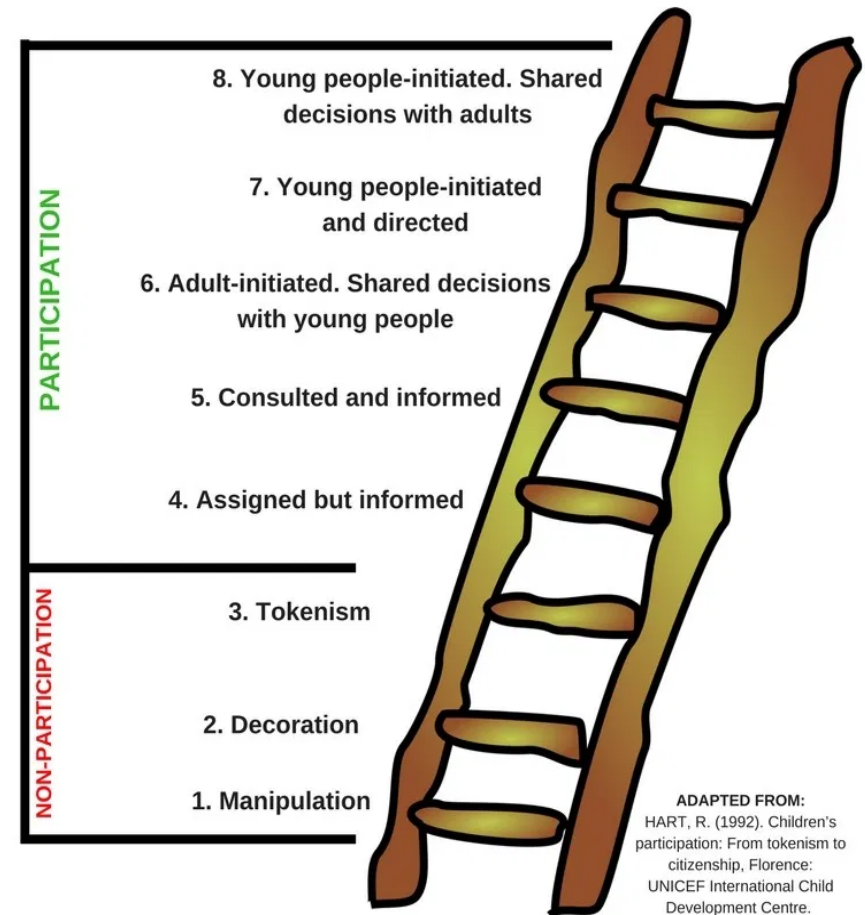 8. Young people-initiated. Shared
decisions with adults
7. Young people-initiated
and directed
6. Adult-initiated. Shared decisions
with young people
5. Consulted and informed
4. Assigned but informed
PARTICIPATION
3. Tokenism
2. Decoration
1. Manipulation
NON-PARTICIPATION
ADAPTED FROM:
HART, R. (1992). Children's
participation: From tokenism to
citizenship, Florence:
UNICEF International Child
Development Centre.